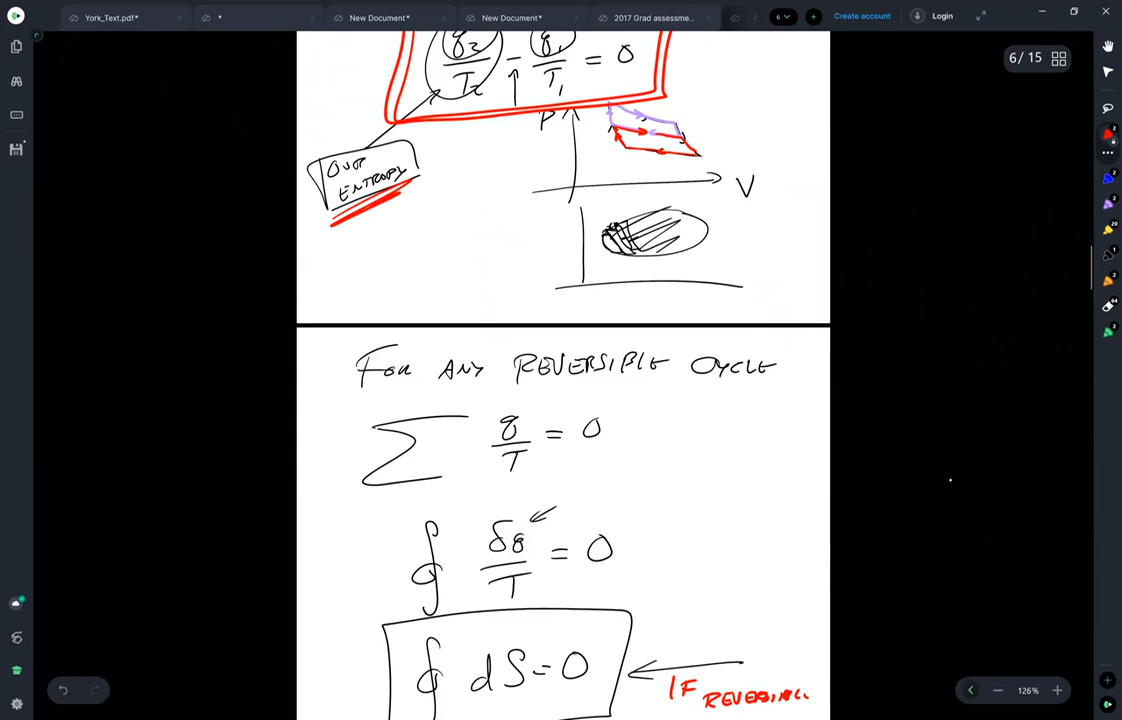 York_Text.pdf*
*
New Document*
New Document*
2017 Grad assessme...
6
Create account
Login
6 / 15
q2/T2 - q1/T1 = 0
OUR
ENTROPY
P
V
FOR ANY REVERSIBLE CYCLE
∑ q/T = 0
∮ δq/T = 0
∮ dS = 0
IF REVERSIBLE
126%